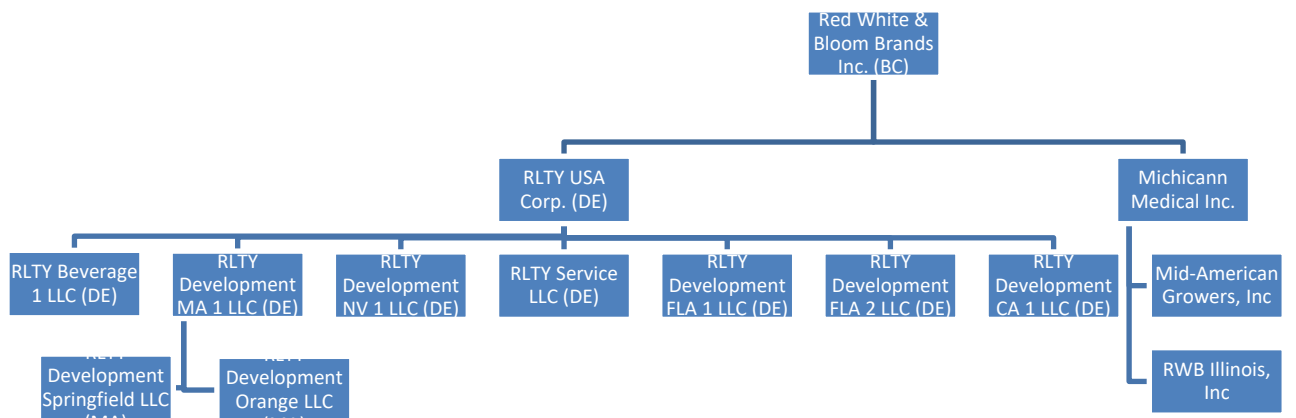 Red White &
Bloom Brands
Inc. (BC)
RLTY USA
Corp. (DE)
Michicann
Medical Inc.
RLTY Beverage
1 LLC (DE)
RLTY
Development
MA 1 LLC (DE)
RLTY
Development
NV 1 LLC (DE)
RLTY Service
LLC (DE)
RLTY
Development
FLA 1 LLC (DE)
RLTY
Development
FLA 2 LLC (DE)
RLTY
Development
CA 1 LLC (DE)
Mid-American
Growers, Inc
RLTY
Development
Springfield LLC
(MA)
RLTY
Development
Orange LLC
RWB Illinois,
Inc